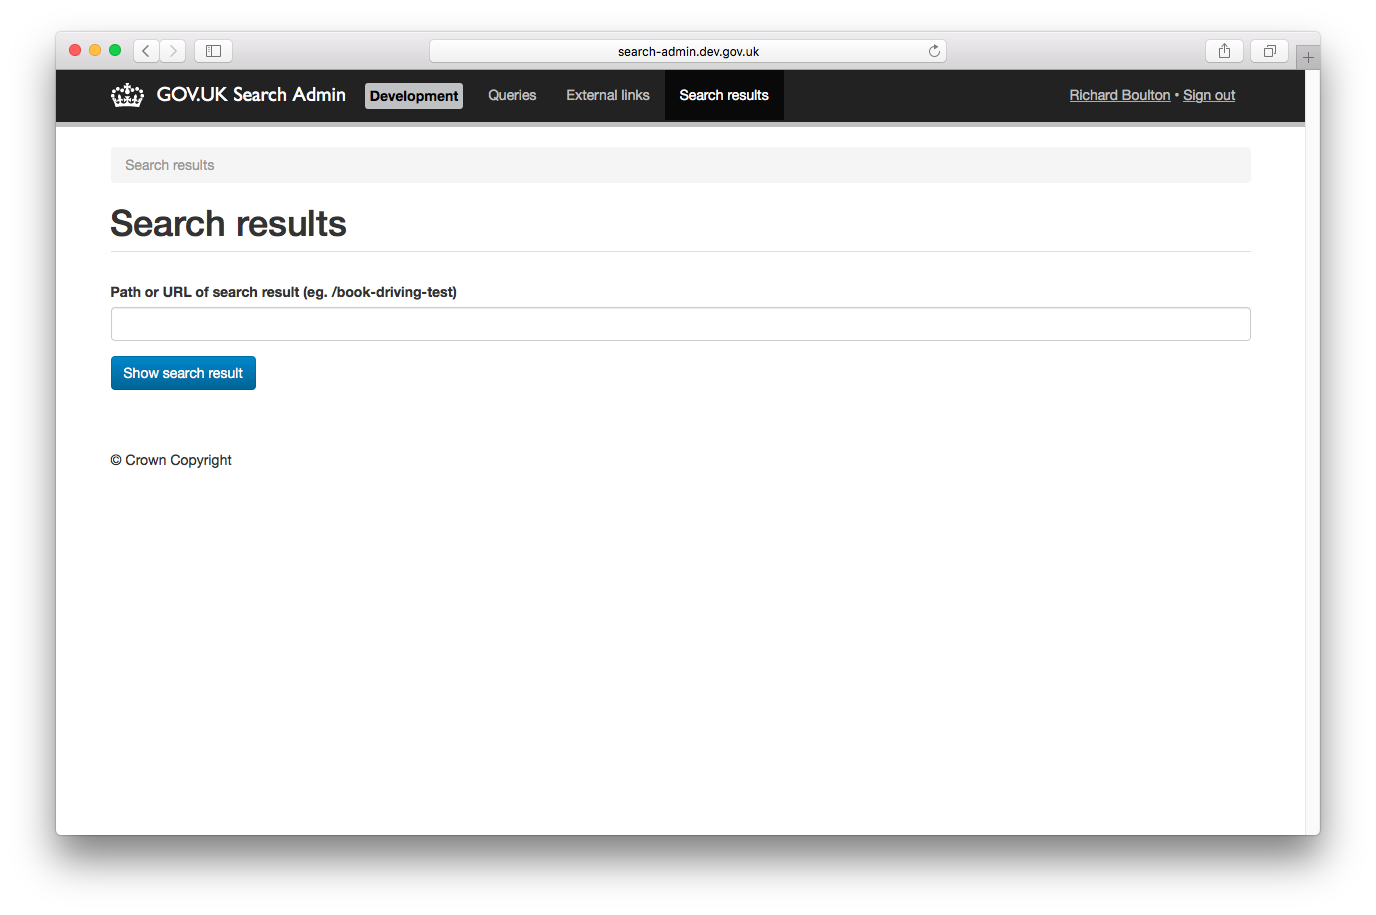 search-admin.dev.gov.uk
GOV.UK Search Admin Development Queries External links Search results Richard Boulton • Sign out
Search results
Search results
Path or URL of search result (eg. /book-driving-test)
Show search result
© Crown Copyright